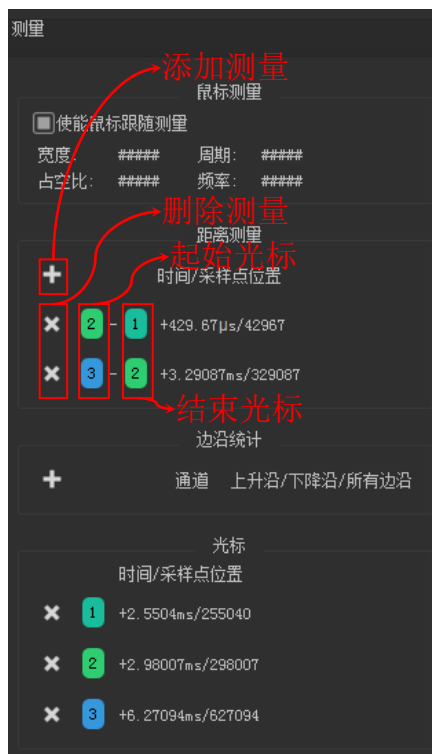 测量
添加测量
鼠标测量
使能鼠标跟随测量
宽度: ##### 周期: #####
占空比: ##### 频率: #####
删除测量
距离测量
起始光标
+ 时间/采样点位置
× 2 - 1 +429.67μs/42967
× 3 - 2 +3.29087ms/329087
结束光标
边沿统计
+ 通道 上升沿/下降沿/所有边沿
光标
时间/采样点位置
× 1 +2.5504ms/255040
× 2 +2.98007ms/298007
× 3 +6.27094ms/627094